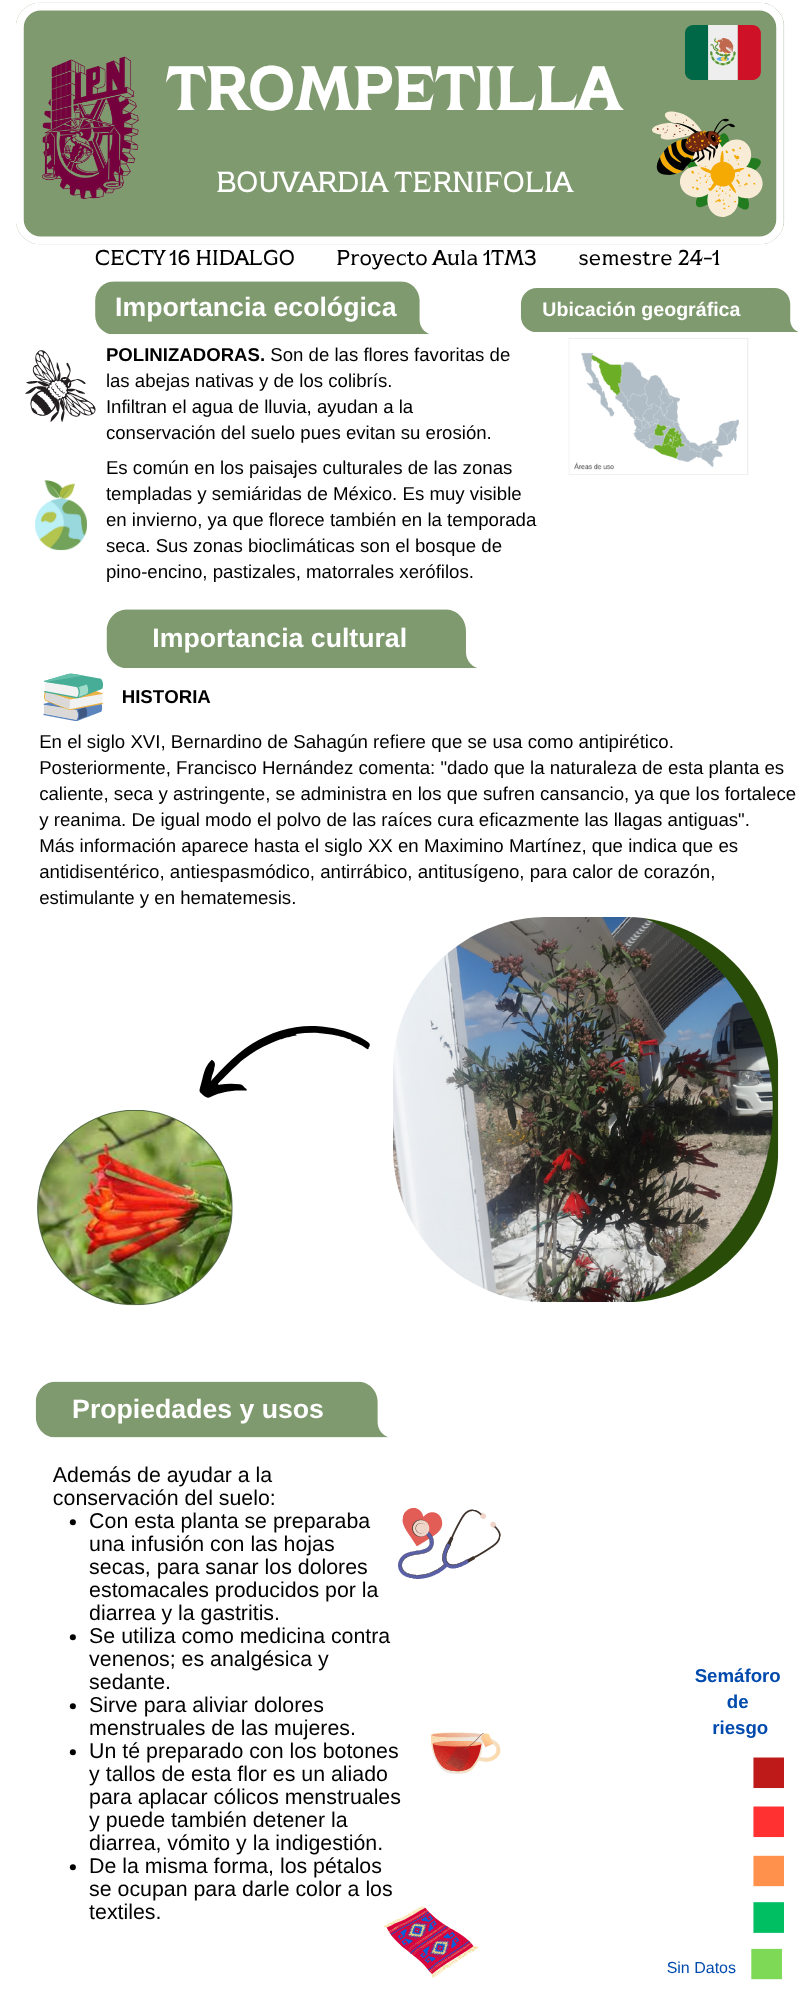 IPN
TROMPETILLA
BOUVARDIA TERNIFOLIA
CECTY 16 HIDALGO Proyecto Aula 1TM3 semestre 24-1
Importancia ecológica
Ubicación geográfica
POLINIZADORAS. Son de las flores favoritas de
las abejas nativas y de los colibrís.
Infiltran el agua de lluvia, ayudan a la
conservación del suelo pues evitan su erosión.
Áreas de uso
Es común en los paisajes culturales de las zonas
templadas y semiáridas de México. Es muy visible
en invierno, ya que florece también en la temporada
seca. Sus zonas bioclimáticas son el bosque de
pino-encino, pastizales, matorrales xerófilos.
Importancia cultural
HISTORIA
En el siglo XVI, Bernardino de Sahagún refiere que se usa como antipirético.
Posteriormente, Francisco Hernández comenta: "dado que la naturaleza de esta planta es
caliente, seca y astringente, se administra en los que sufren cansancio, ya que los fortalece
y reanima. De igual modo el polvo de las raíces cura eficazmente las llagas antiguas".
Más información aparece hasta el siglo XX en Maximino Martínez, que indica que es
antidisentérico, antiespasmódico, antirrábico, antitusígeno, para calor de corazón,
estimulante y en hematemesis.
Propiedades y usos
Además de ayudar a la
conservación del suelo:
• Con esta planta se preparaba
una infusión con las hojas
secas, para sanar los dolores
estomacales producidos por la
diarrea y la gastritis.
• Se utiliza como medicina contra
venenos; es analgésica y
sedante.
• Sirve para aliviar dolores
menstruales de las mujeres.
• Un té preparado con los botones
y tallos de esta flor es un aliado
para aplacar cólicos menstruales
y puede también detener la
diarrea, vómito y la indigestión.
• De la misma forma, los pétalos
se ocupan para darle color a los
textiles.
Semáforo
de
riesgo
Sin Datos